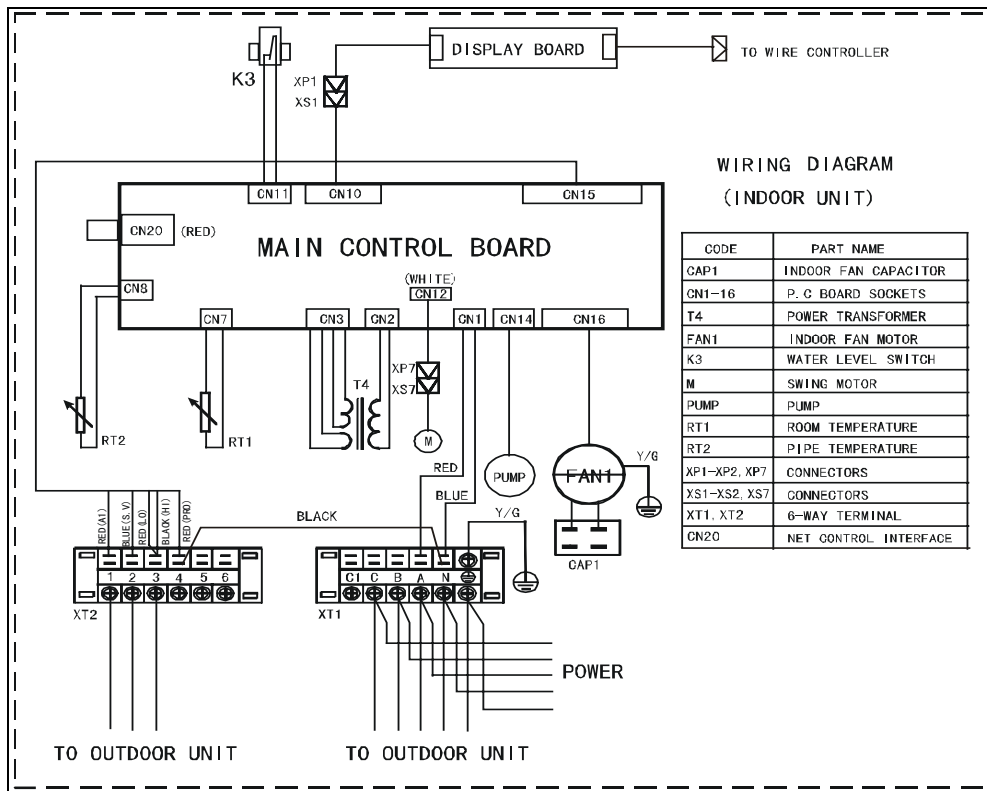 DISPLAY BOARD
TO WIRE CONTROLLER
K3
XP1
XS1
WIRING DIAGRAM
(INDOOR UNIT)
CN11
CN10
CN15
CN20
(RED)
MAIN CONTROL BOARD
CN8
(WHITE)
CN12
CN7
CN3
CN2
CN1
CN14
CN16
CODE PART NAME
CAP1 INDOOR FAN CAPACITOR
CN1-16 P.C BOARD SOCKETS
T4 POWER TRANSFORMER
FAN1 INDOOR FAN MOTOR
K3 WATER LEVEL SWITCH
M SWING MOTOR
PUMP PUMP
RT1 ROOM TEMPERATURE
RT2 PIPE TEMPERATURE
XP1-XP2, XP7 CONNECTORS
XS1-XS2, XS7 CONNECTORS
XT1, XT2 6-WAY TERMINAL
CN20 NET CONTROL INTERFACE
XP7
XS7
T4
RT2
RT1
M
RED
PUMP
FAN1
Y/G
BLUE
Y/G
BLACK
RED(A1)
BLUE(S.V)
RED(LO)
BLACK(HI)
RED(PRO)
CAP1
1 2 3 4 5 6
XT2
C1 C B A N
XT1
POWER
TO OUTDOOR UNIT
TO OUTDOOR UNIT